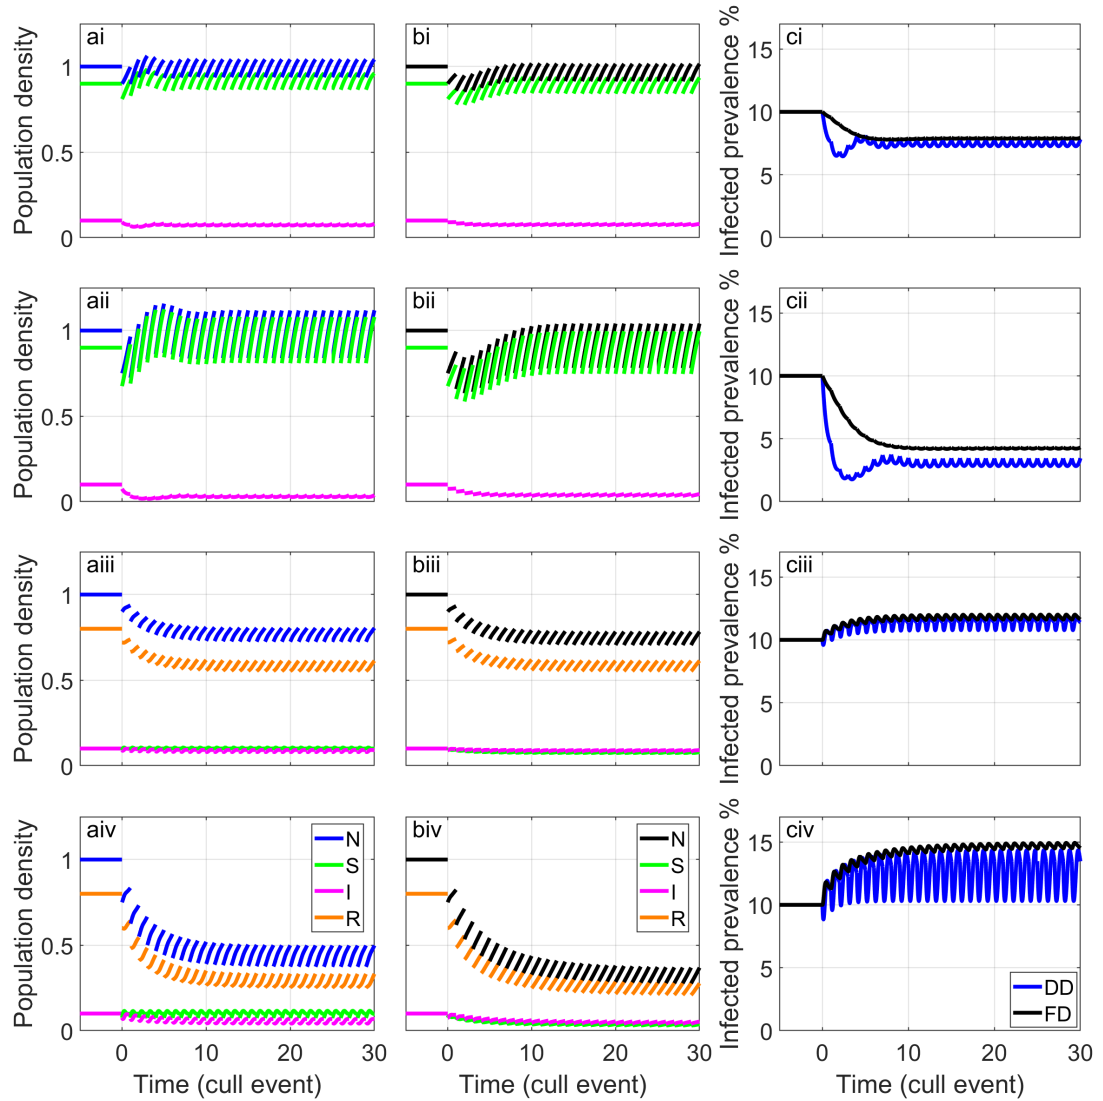 Population density
ai
1
0.5
0
bi
Infected prevalence %
ci
15
10
5
0
Population density
aii
1
0.5
0
bii
Infected prevalence %
cii
15
10
5
0
Population density
aiii
1
0.5
0
biii
Infected prevalence %
ciii
15
10
5
0
Population density
aiv
1
0.5
0
N
S
I
R
0 10 20 30
Time (cull event)
biv
N
S
I
R
0 10 20 30
Time (cull event)
Infected prevalence %
civ
15
10
5
0
DD
FD
0 10 20 30
Time (cull event)